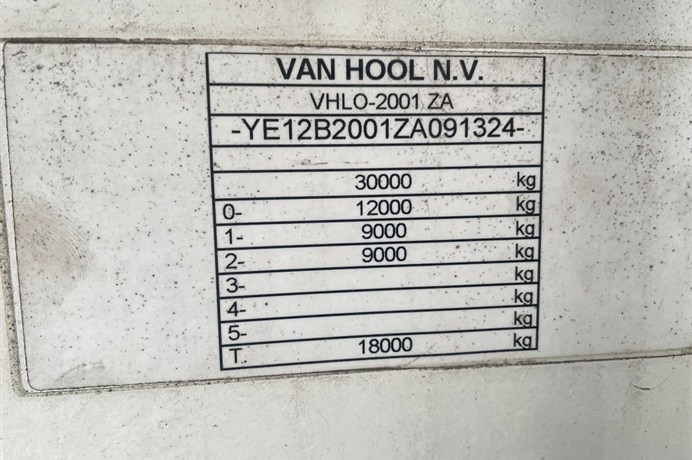 VAN HOOL N.V.
VHLO-2001 ZA
-YE12B2001ZA091324-
30000 kg
0- 12000 kg
1- 9000 kg
2- 9000 kg
3- kg
4- kg
5- kg
T. 18000 kg